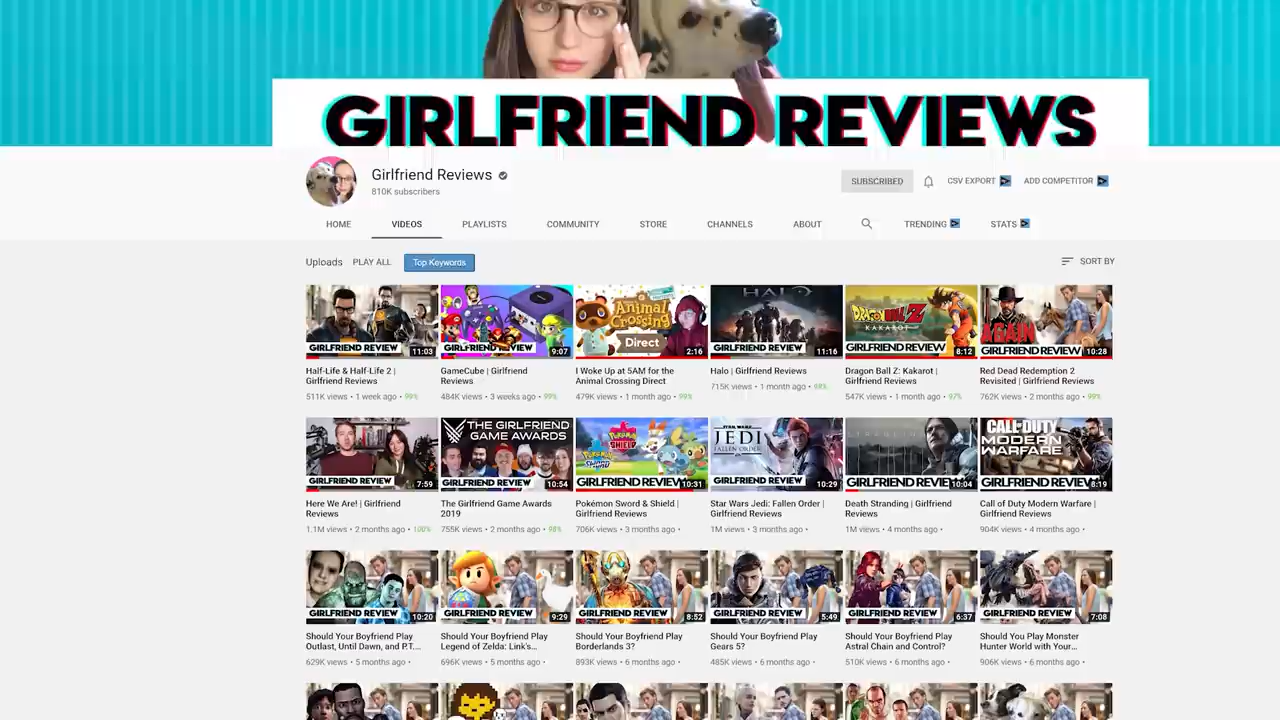 GIRLFRIEND REVIEWS
Girlfriend Reviews
810K subscribers
SUBSCRIBED
CSV EXPORT
ADD COMPETITOR
HOME
VIDEOS
PLAYLISTS
COMMUNITY
STORE
CHANNELS
ABOUT
TRENDING
STATS
Uploads
PLAY ALL
Top Keywords
SORT BY
GIRLFRIEND REVIEW
11:03
Half-Life & Half-Life 2 |
Girlfriend Reviews
511K views • 1 week ago • 99%
GIRLFRIEND REVIEW
9:07
GameCube | Girlfriend
Reviews
484K views • 3 weeks ago • 99%
Animal
Crossing
Direct
2:16
I Woke Up at 5AM for the
Animal Crossing Direct
479K views • 1 month ago • 99%
HALO
GIRLFRIEND REVIEW
11:16
Halo | Girlfriend Reviews
715K views • 1 month ago • 98%
DRAGON BALL Z
KAKAROT
GIRLFRIEND REVIEW
8:12
Dragon Ball Z: Kakarot |
Girlfriend Reviews
547K views • 1 month ago • 97%
AGAIN
GIRLFRIEND REVIEW
10:28
Red Dead Redemption 2
Revisited | Girlfriend Reviews
762K views • 2 months ago • 99%
GIRLFRIEND REVIEW
7:59
Here We Are! | Girlfriend
Reviews
1.1M views • 2 months ago • 100%
THE GIRLFRIEND
GAME AWARDS
GIRLFRIEND REVIEW
10:54
The Girlfriend Game Awards
2019
755K views • 2 months ago • 98%
Pokémon
SHIELD
Pokémon
SWORD
GIRLFRIEND REVIEW
10:31
Pokémon Sword & Shield |
Girlfriend Reviews
706K views • 3 months ago •
STAR WARS
JEDI
FALLEN ORDER
GIRLFRIEND REVIEW
10:29
Star Wars Jedi: Fallen Order |
Girlfriend Reviews
1M views • 3 months ago •
STRANDING
GIRLFRIEND REVIEW
10:04
Death Stranding | Girlfriend
Reviews
1M views • 4 months ago •
CALL OF DUTY
MODERN
WARFARE
GIRLFRIEND REVIEW
8:19
Call of Duty Modern Warfare |
Girlfriend Reviews
904K views • 4 months ago •
GIRLFRIEND REVIEW
10:20
Should Your Boyfriend Play
Outlast, Until Dawn, and P.T....
629K views • 5 months ago •
GIRLFRIEND REVIEW
9:29
Should Your Boyfriend Play
Legend of Zelda: Link's...
696K views • 5 months ago •
GIRLFRIEND REVIEW
8:52
Should Your Boyfriend Play
Borderlands 3?
893K views • 6 months ago •
GIRLFRIEND REVIEW
5:49
Should Your Boyfriend Play
Gears 5?
485K views • 6 months ago •
GIRLFRIEND REVIEW
6:37
Should Your Boyfriend Play
Astral Chain and Control?
510K views • 6 months ago •
GIRLFRIEND REVIEW
7:08
Should You Play Monster
Hunter World with Your...
906K views • 6 months ago •